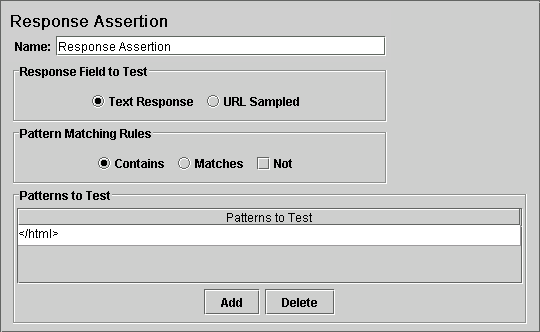 Response Assertion
Name: Response Assertion
Response Field to Test
Text Response URL Sampled
Pattern Matching Rules
Contains Matches Not
Patterns to Test
Patterns to Test
</html>
Add Delete